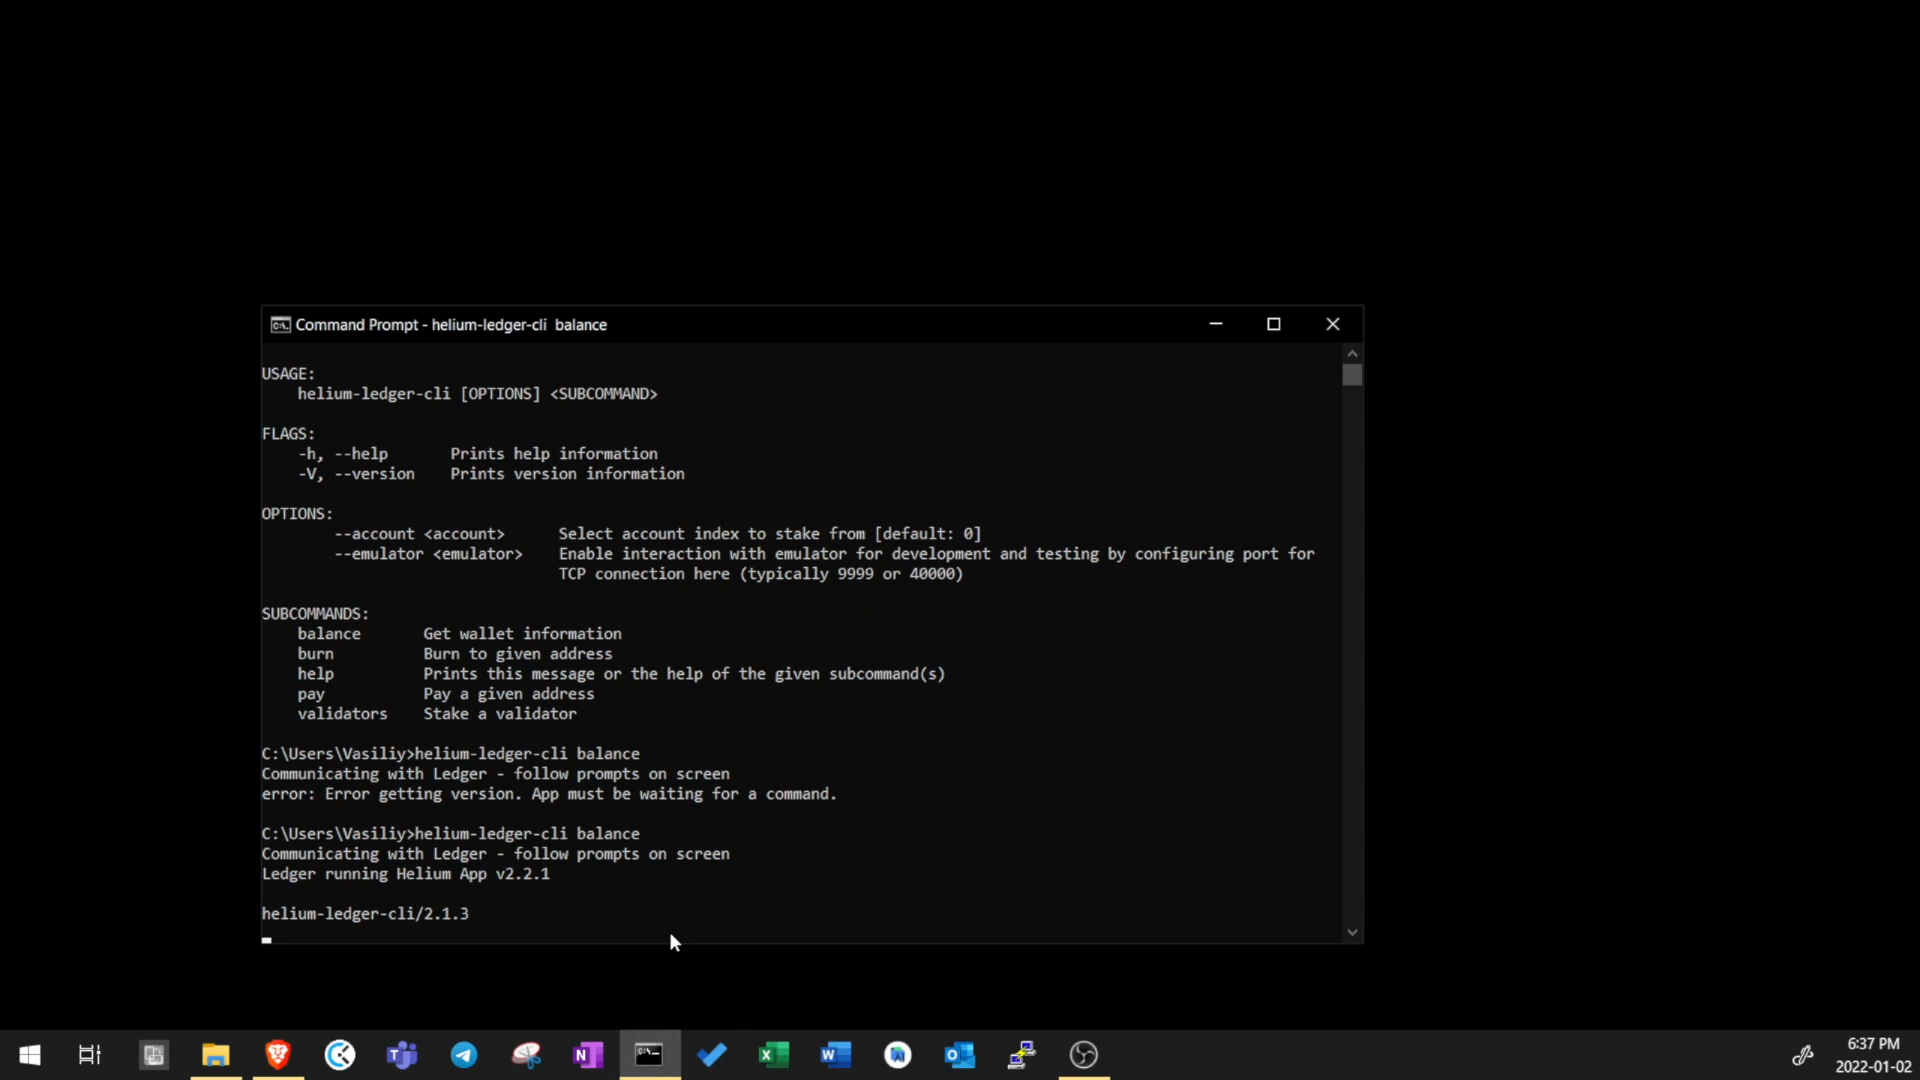 Command Prompt - helium-ledger-cli  balance
USAGE:
    helium-ledger-cli [OPTIONS] <SUBCOMMAND>
FLAGS:
    -h, --help       Prints help information
    -V, --version    Prints version information
OPTIONS:
        --account <account>      Select account index to stake from [default: 0]
        --emulator <emulator>    Enable interaction with emulator for development and testing by configuring port for
                                 TCP connection here (typically 9999 or 40000)
SUBCOMMANDS:
    balance       Get wallet information
    burn          Burn to given address
    help          Prints this message or the help of the given subcommand(s)
    pay           Pay a given address
    validators    Stake a validator
C:\Users\Vasiliy>helium-ledger-cli balance
Communicating with Ledger - follow prompts on screen
error: Error getting version. App must be waiting for a command.
C:\Users\Vasiliy>helium-ledger-cli balance
Communicating with Ledger - follow prompts on screen
Ledger running Helium App v2.2.1
helium-ledger-cli/2.1.3
6:37 PM
2022-01-02